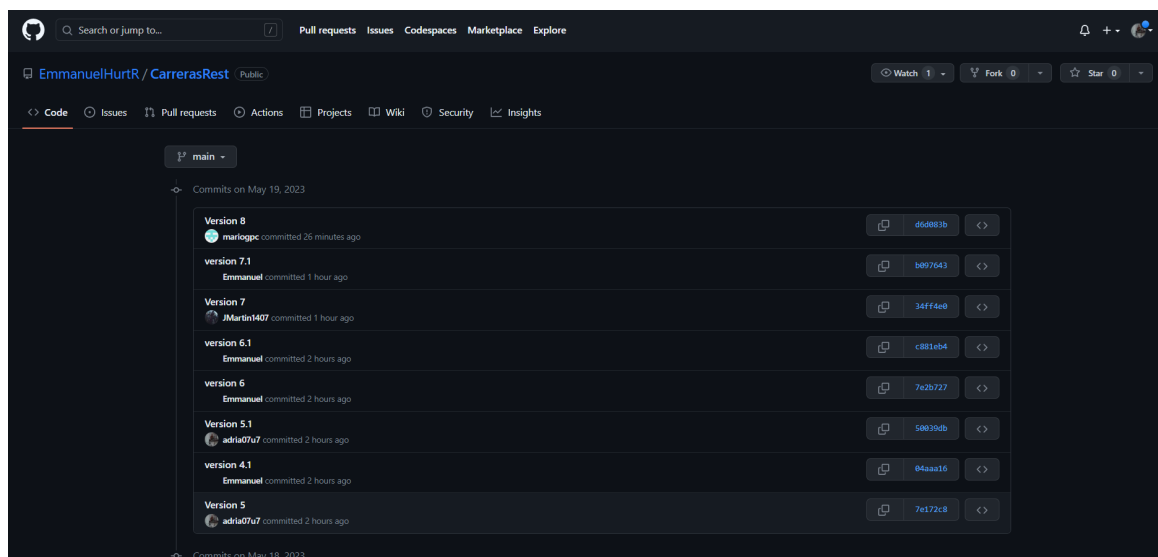 Search or jump to... / Pull requests Issues Codespaces Marketplace Explore
EmmanuelHurtR / CarrerasRest Public Watch 1 Fork 0 Star 0
Code Issues Pull requests Actions Projects Wiki Security Insights
main
Commits on May 19, 2023
Version 8
mariogpc committed 26 minutes ago
d6d083b
version 7.1
Emmanuel committed 1 hour ago
b097643
Version 7
JMartin1407 committed 1 hour ago
34ff4e0
version 6.1
Emmanuel committed 2 hours ago
c881eb4
version 6
Emmanuel committed 2 hours ago
7e2b727
Version 5.1
adria07u7 committed 2 hours ago
50039db
version 4.1
Emmanuel committed 2 hours ago
04aaa16
Version 5
adria07u7 committed 2 hours ago
7e172c8
Commits on May 18, 2023